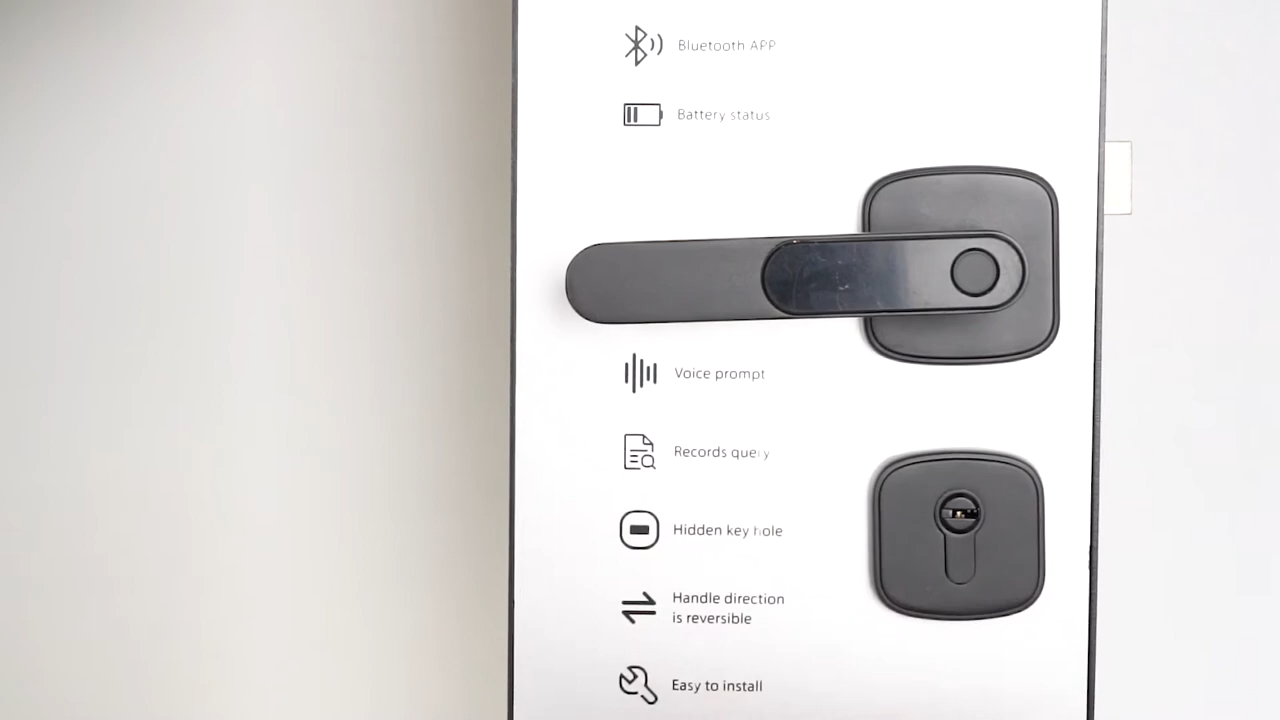 Bluetooth APP
Battery status
Voice prompt
Records query
Hidden key hole
Handle direction
is reversible
Easy to install